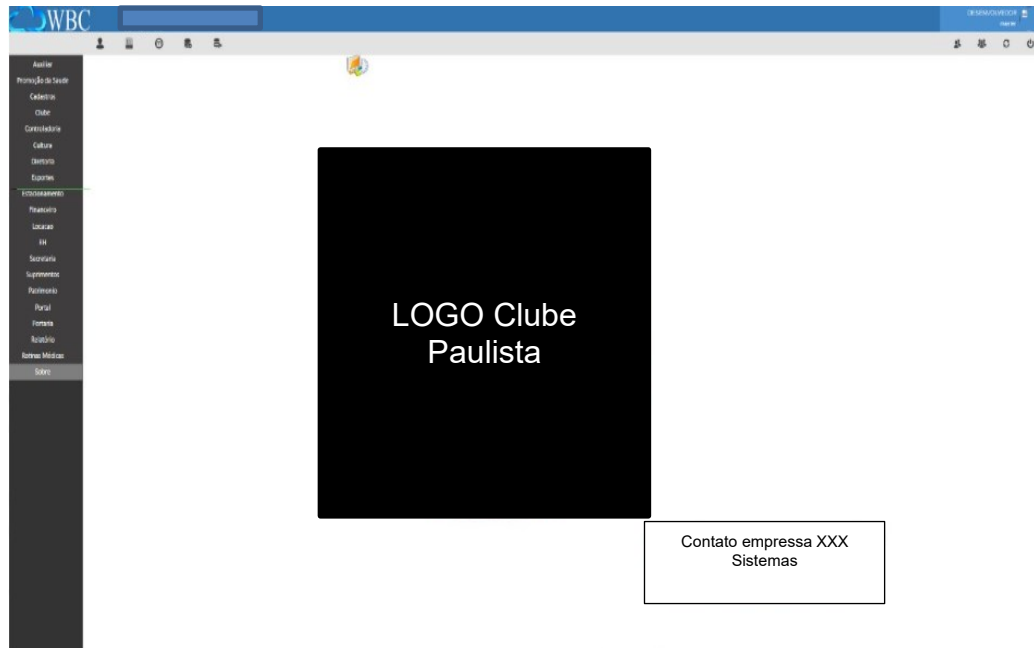 WBC
DESENVOLVEDOR
Auxiliar
Promoção da Saúde
Cadastros
Clube
Controladoria
Cultura
Diretoria
Esportes
Estacionamento
Financeiro
Locacao
RH
Secretaria
Suprimentos
Patrimonio
Portal
Portaria
Relatório
Rotinas Médicas
Sobre
LOGO Clube
Paulista
Contato empressa XXX
Sistemas